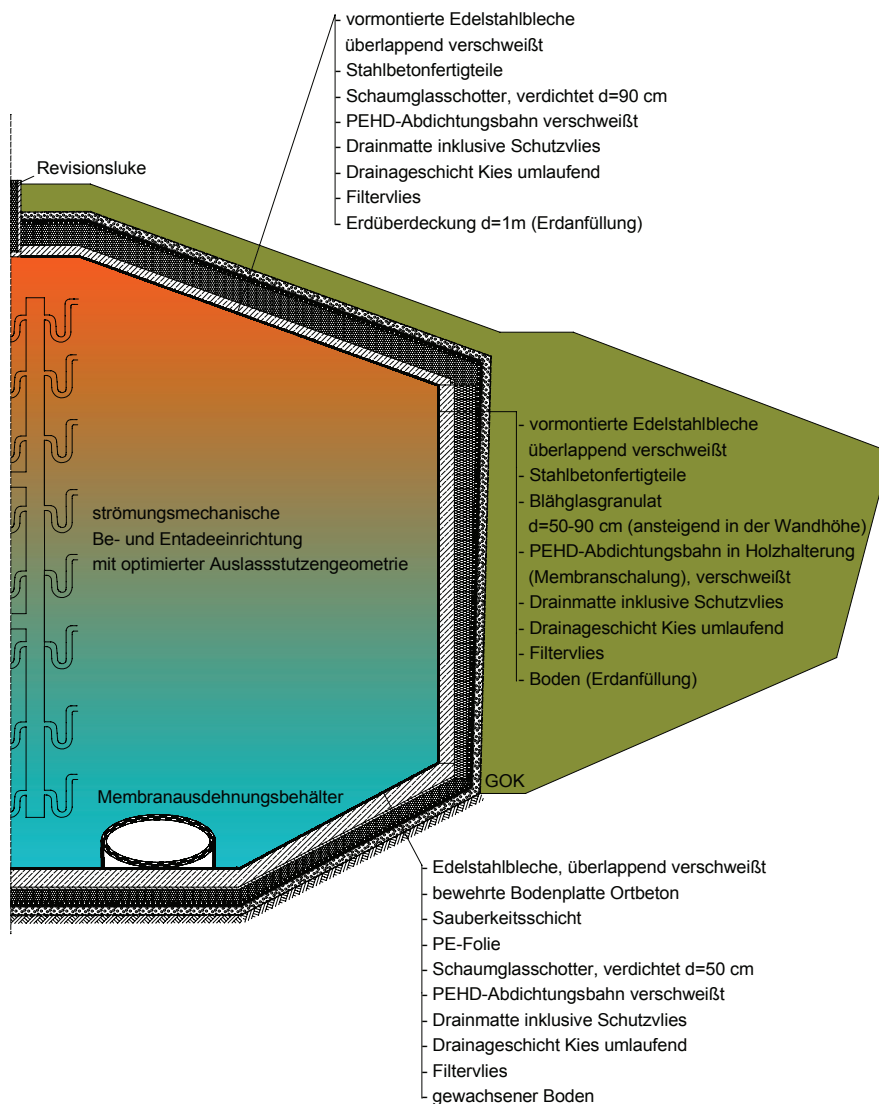 - vormontierte Edelstahlbleche
überlappend verschweißt
- Stahlbetonfertigteile
- Schaumglasschotter, verdichtet d=90 cm
- PEHD-Abdichtungsbahn verschweißt
- Drainmatte inklusive Schutzvlies
- Drainageschicht Kies umlaufend
- Filtervlies
- Erdüberdeckung d=1m (Erdanfüllung)
Revisionsluke
- vormontierte Edelstahlbleche
überlappend verschweißt
- Stahlbetonfertigteile
- Blähglasgranulat
d=50-90 cm (ansteigend in der Wandhöhe)
- PEHD-Abdichtungsbahn in Holzhalterung
(Membranschalung), verschweißt
- Drainmatte inklusive Schutzvlies
- Drainageschicht Kies umlaufend
- Filtervlies
- Boden (Erdanfüllung)
strömungsmechanische
Be- und Entadeeinrichtung
mit optimierter Auslassstutzengeometrie
GOK
Membranausdehnungsbehälter
- Edelstahlbleche, überlappend verschweißt
- bewehrte Bodenplatte Ortbeton
- Sauberkeitsschicht
- PE-Folie
- Schaumglasschotter, verdichtet d=50 cm
- PEHD-Abdichtungsbahn verschweißt
- Drainmatte inklusive Schutzvlies
- Drainageschicht Kies umlaufend
- Filtervlies
- gewachsener Boden